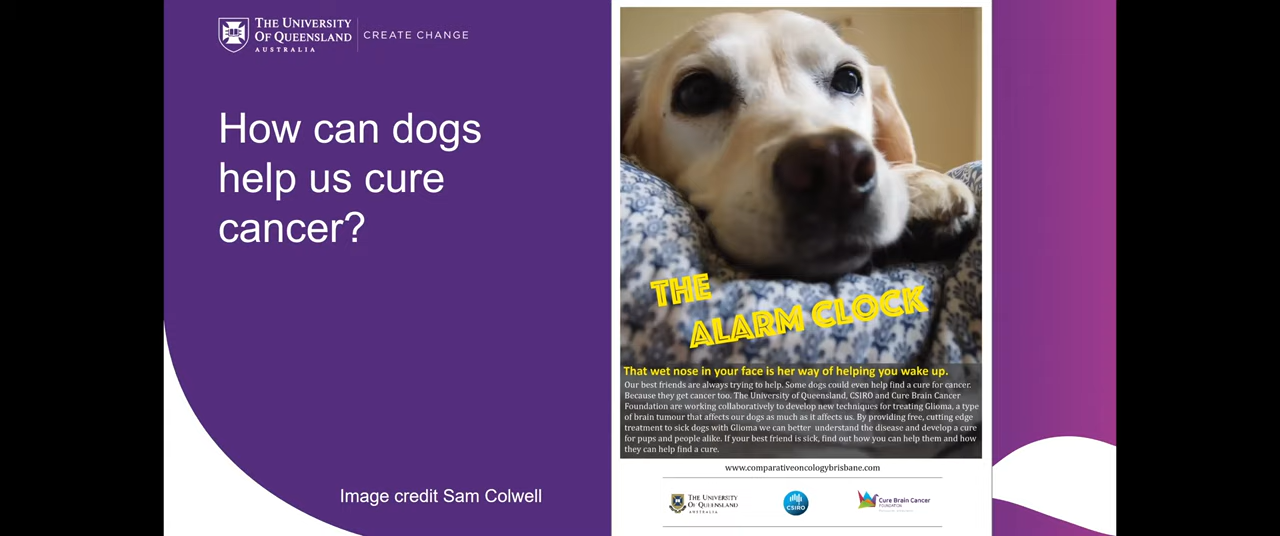 THE UNIVERSITY
OF QUEENSLAND
AUSTRALIA
CREATE CHANGE
How can dogs
help us cure
cancer?
Image credit Sam Colwell
THE
ALARM CLOCK
That wet nose in your face is her way of helping you wake up.
Our best friends are always trying to help. Some dogs could even help find a cure for cancer.
Because they get cancer too. The University of Queensland, CSIRO and Cure Brain Cancer
Foundation are working collaboratively to develop new techniques for treating Glioma, a type
of brain tumour that affects our dogs as much as it affects us. By providing free, cutting edge
treatment to sick dogs with Glioma we can better understand the disease and develop a cure
for pups and people alike. If your best friend is sick, find out how you can help them and how
they can help find a cure.
www.comparativeoncologybrisbane.com
THE UNIVERSITY
OF QUEENSLAND
AUSTRALIA
CSIRO
Cure Brain Cancer
FOUNDATION